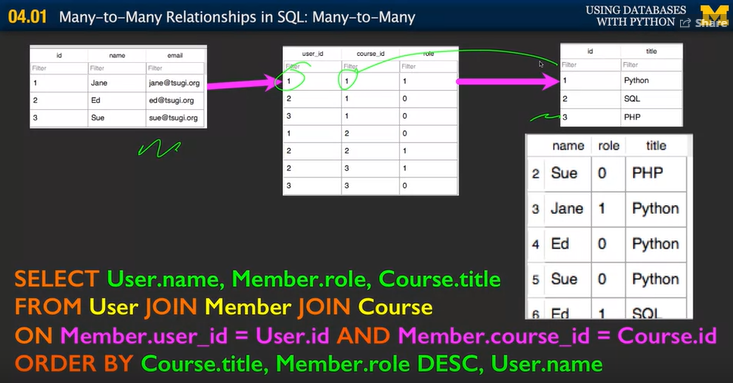 04.01 Many-to-Many Relationships in SQL: Many-to-Many
USING DATABASES
WITH PYTHON
Share
id name email
Filter Filter Filter
1 Jane jane@tsugi.org
2 Ed ed@tsugi.org
3 Sue sue@tsugi.org
user_id course_id role
Filter Filter Filter
1 1 1
2 1 0
3 1 0
1 2 0
2 2 1
2 3 1
3 3 0
id title
Filter Filter
1 Python
2 SQL
3 PHP
name role title
2 Sue 0 PHP
3 Jane 1 Python
4 Ed 0 Python
5 Sue 0 Python
6 Ed 1 SQL
SELECT User.name, Member.role, Course.title
FROM User JOIN Member JOIN Course
ON Member.user_id = User.id AND Member.course_id = Course.id
ORDER BY Course.title, Member.role DESC, User.name